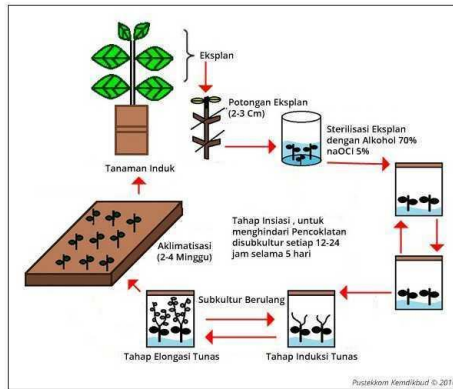 Eksplan
Potongan Eksplan
(2-3 Cm)
Sterilisasi Eksplan
dengan Alkohol 70%
naOCl 5%
Tanaman Induk
Tahap Insiasi , untuk
menghindari Pencoklatan
disubkultur setiap 12-24
jam selama 5 hari
Aklimatisasi
(2-4 Minggu)
Subkultur Berulang
Tahap Elongasi Tunas
Tahap Induksi Tunas
Pustekkom Kemdikbud ©